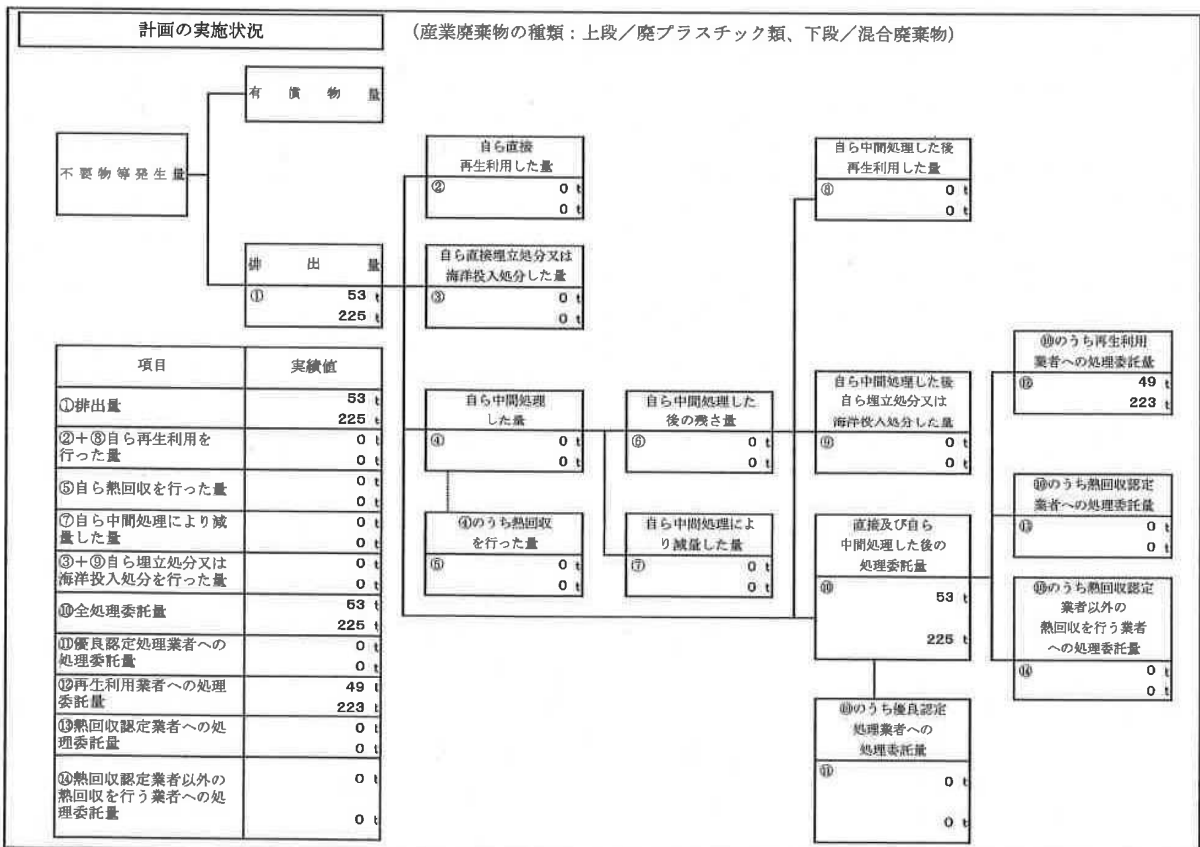 計画の実施状況
(産業廃棄物の種類:上段/廃プラスチック類、下段/混合廃棄物)
有償物量
不要物等発生量
排出量
① 53 t
225 t
自ら直接
再生利用した量
② 0 t
0 t
自ら直接埋立処分又は
海洋投入処分した量
③ 0 t
0 t
自ら中間処理した後
再生利用した量
⑧ 0 t
0 t
自ら中間処理
した量
④ 0 t
0 t
④のうち熱回収
を行った量
⑤ 0 t
0 t
自ら中間処理した
後の残さ量
⑥ 0 t
0 t
自ら中間処理によ
り減量した量
⑦ 0 t
0 t
自ら中間処理した後
自ら埋立処分又は
海洋投入処分した量
⑨ 0 t
0 t
直接及び自ら
中間処理した後の
処理委託量
⑩ 53 t
225 t
⑩のうち優良認定
処理業者への
処理委託量
⑪ 0 t
0 t
⑩のうち再生利用
業者への処理委託量
⑫ 49 t
223 t
⑩のうち熱回収認定
業者への処理委託量
⑬ 0 t
0 t
⑩のうち熱回収認定
業者以外の
熱回収を行う業者
への処理委託量
⑭ 0 t
0 t
項目 実績値
①排出量 53 t
225 t
②+⑧自ら再生利用を
行った量
0 t
0 t
⑤自ら熱回収を行った量 0 t
0 t
⑦自ら中間処理により減
量した量
0 t
0 t
③+⑨自ら埋立処分又は
海洋投入処分を行った量
0 t
0 t
⑩全処理委託量 53 t
225 t
⑪優良認定処理業者への
処理委託量
0 t
0 t
⑫再生利用業者への処理
委託量
49 t
223 t
⑬熱回収認定業者への処
理委託量
0 t
0 t
⑭熱回収認定業者以外の
熱回収を行う業者への処
理委託量
0 t
0 t